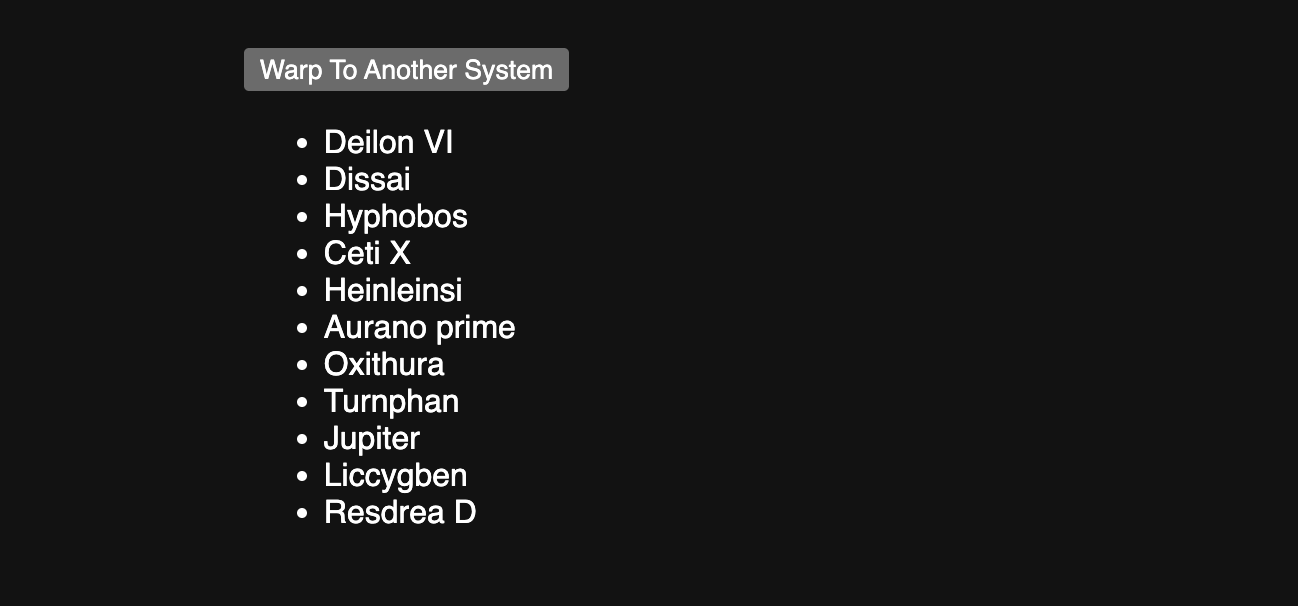 Warp To Another System
Deilon VI
Dissai
Hyphobos
Ceti X
Heinleinsi
Aurano prime
Oxithura
Turnphan
Jupiter
Liccygben
Resdrea D